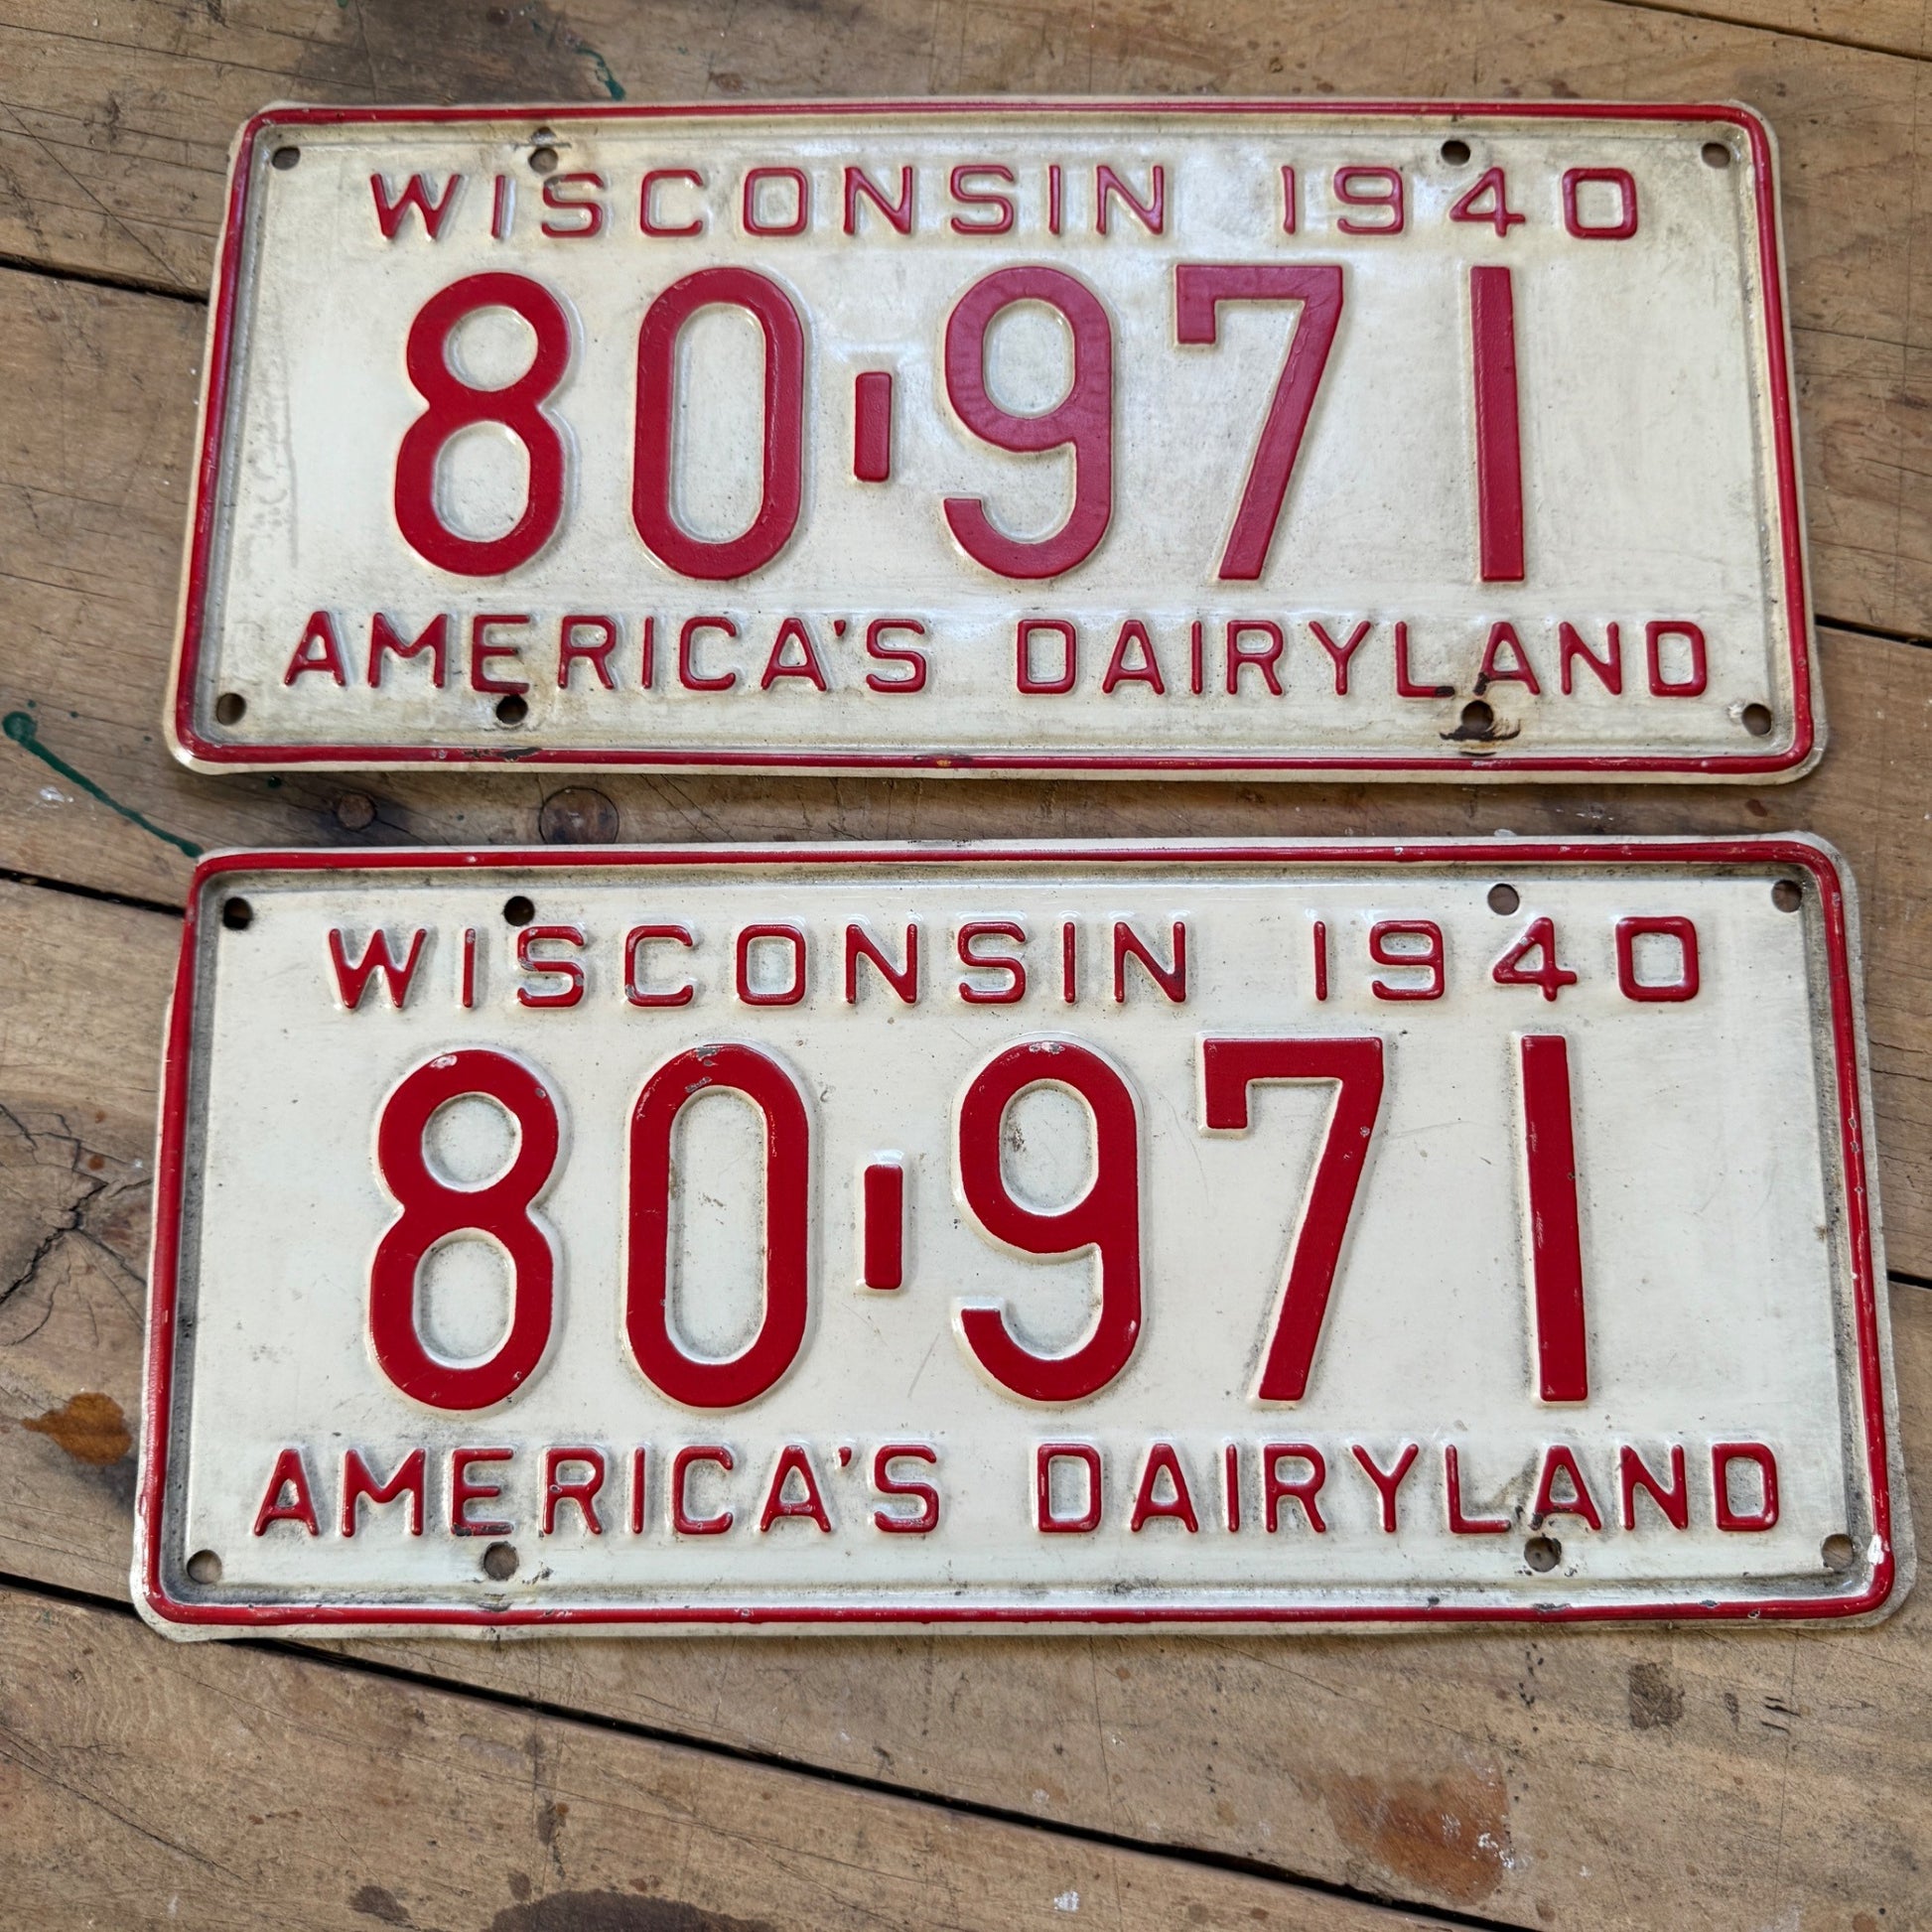 WISCONSIN 1940
80-971
AMERICA'S DAIRYLAND
WISCONSIN 1940
80-971
AMERICA'S DAIRYLAND